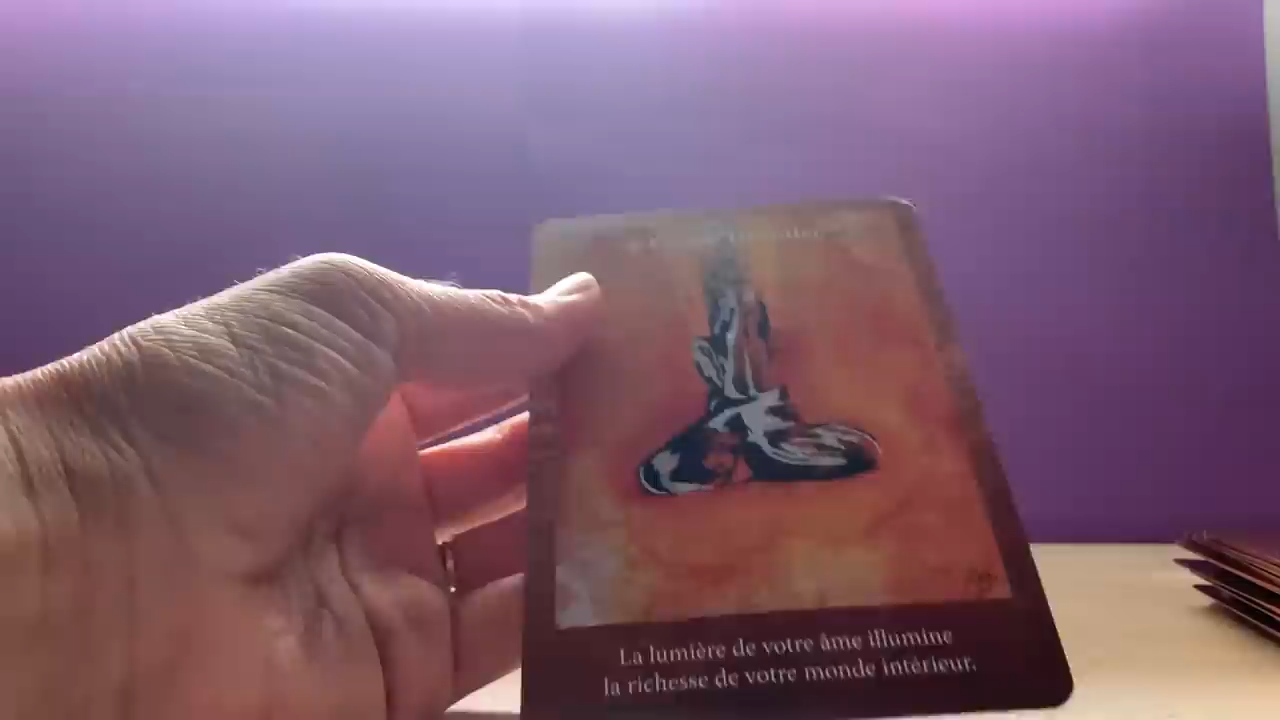 La lumière de votre âme illumine
la richesse de votre monde intérieur.